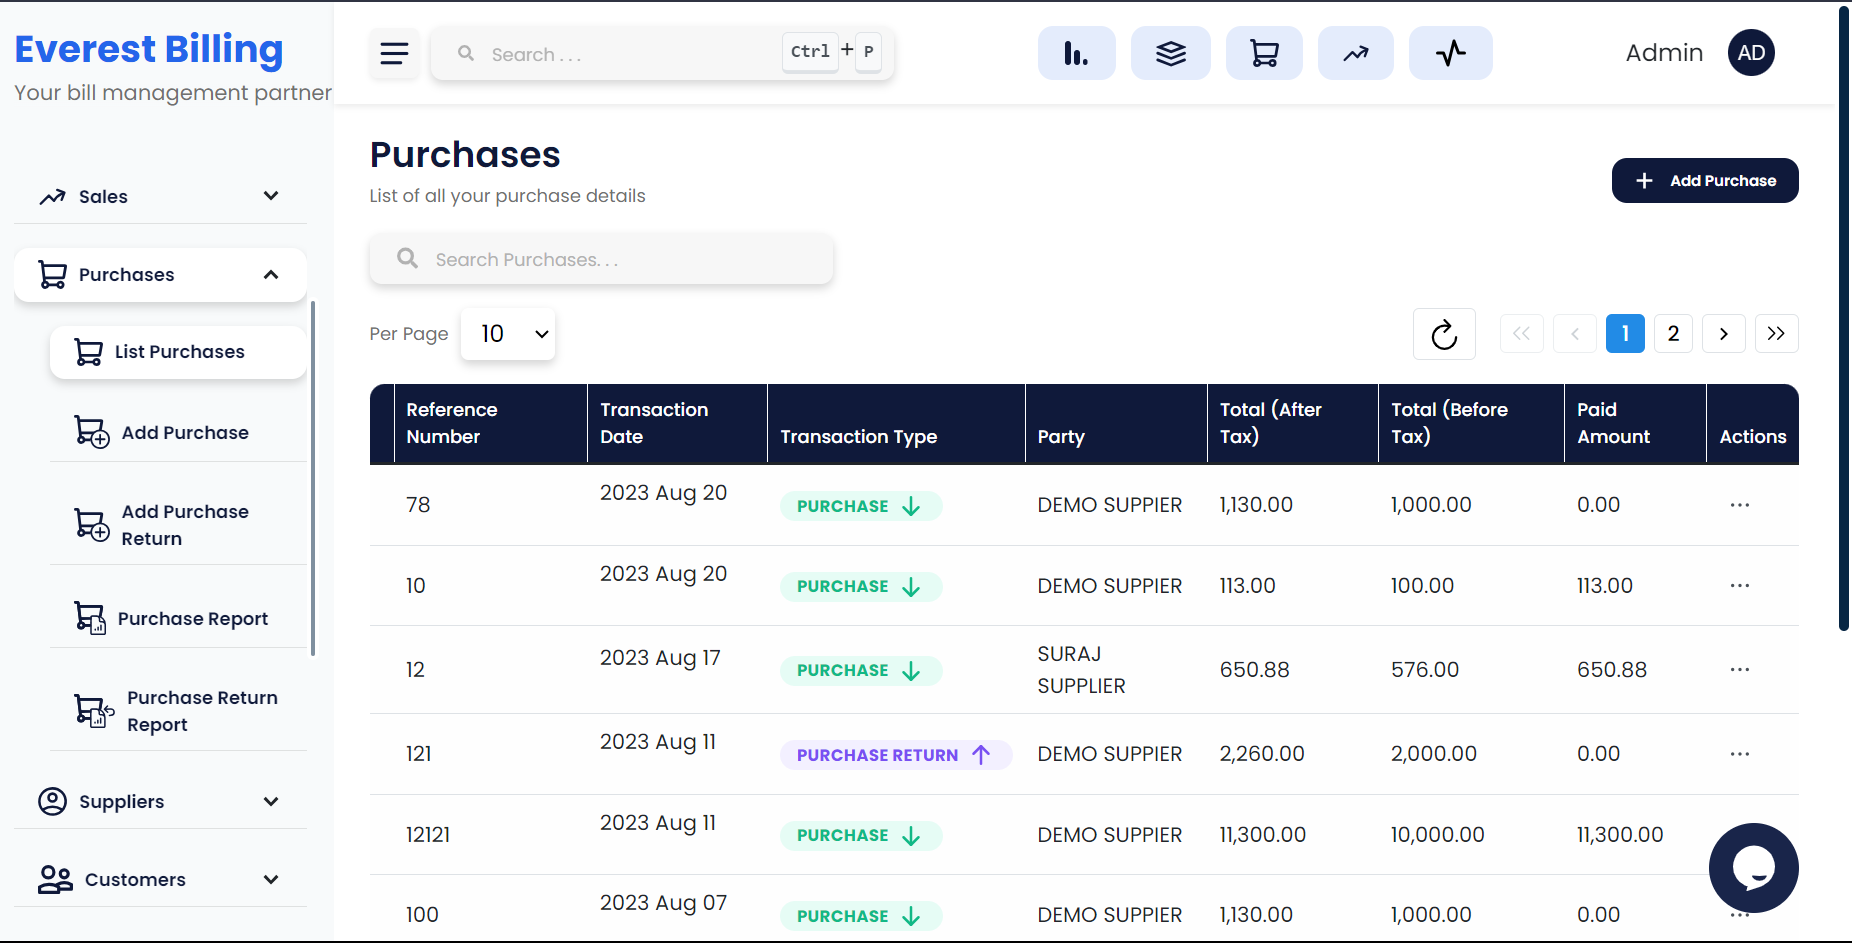 Everest Billing
Your bill management partner
Sales
Purchases
List Purchases
Add Purchase
Add Purchase
Return
Purchase Report
Purchase Return
Report
Suppliers
Customers
Search . . .
Ctrl + P
Admin
AD
Purchases
List of all your purchase details
+ Add Purchase
Search Purchases. . .
Per Page
10
<< < 1 2 > >>
Reference Number Transaction Date Transaction Type Party Total (After Tax) Total (Before Tax) Paid Amount Actions
78 2023 Aug 20 PURCHASE DEMO SUPPIER 1,130.00 1,000.00 0.00 ...
10 2023 Aug 20 PURCHASE DEMO SUPPIER 113.00 100.00 113.00 ...
12 2023 Aug 17 PURCHASE SURAJ SUPPLIER 650.88 576.00 650.88 ...
121 2023 Aug 11 PURCHASE RETURN DEMO SUPPIER 2,260.00 2,000.00 0.00 ...
12121 2023 Aug 11 PURCHASE DEMO SUPPIER 11,300.00 10,000.00 11,300.00
100 2023 Aug 07 PURCHASE DEMO SUPPIER 1,130.00 1,000.00 0.00 ...